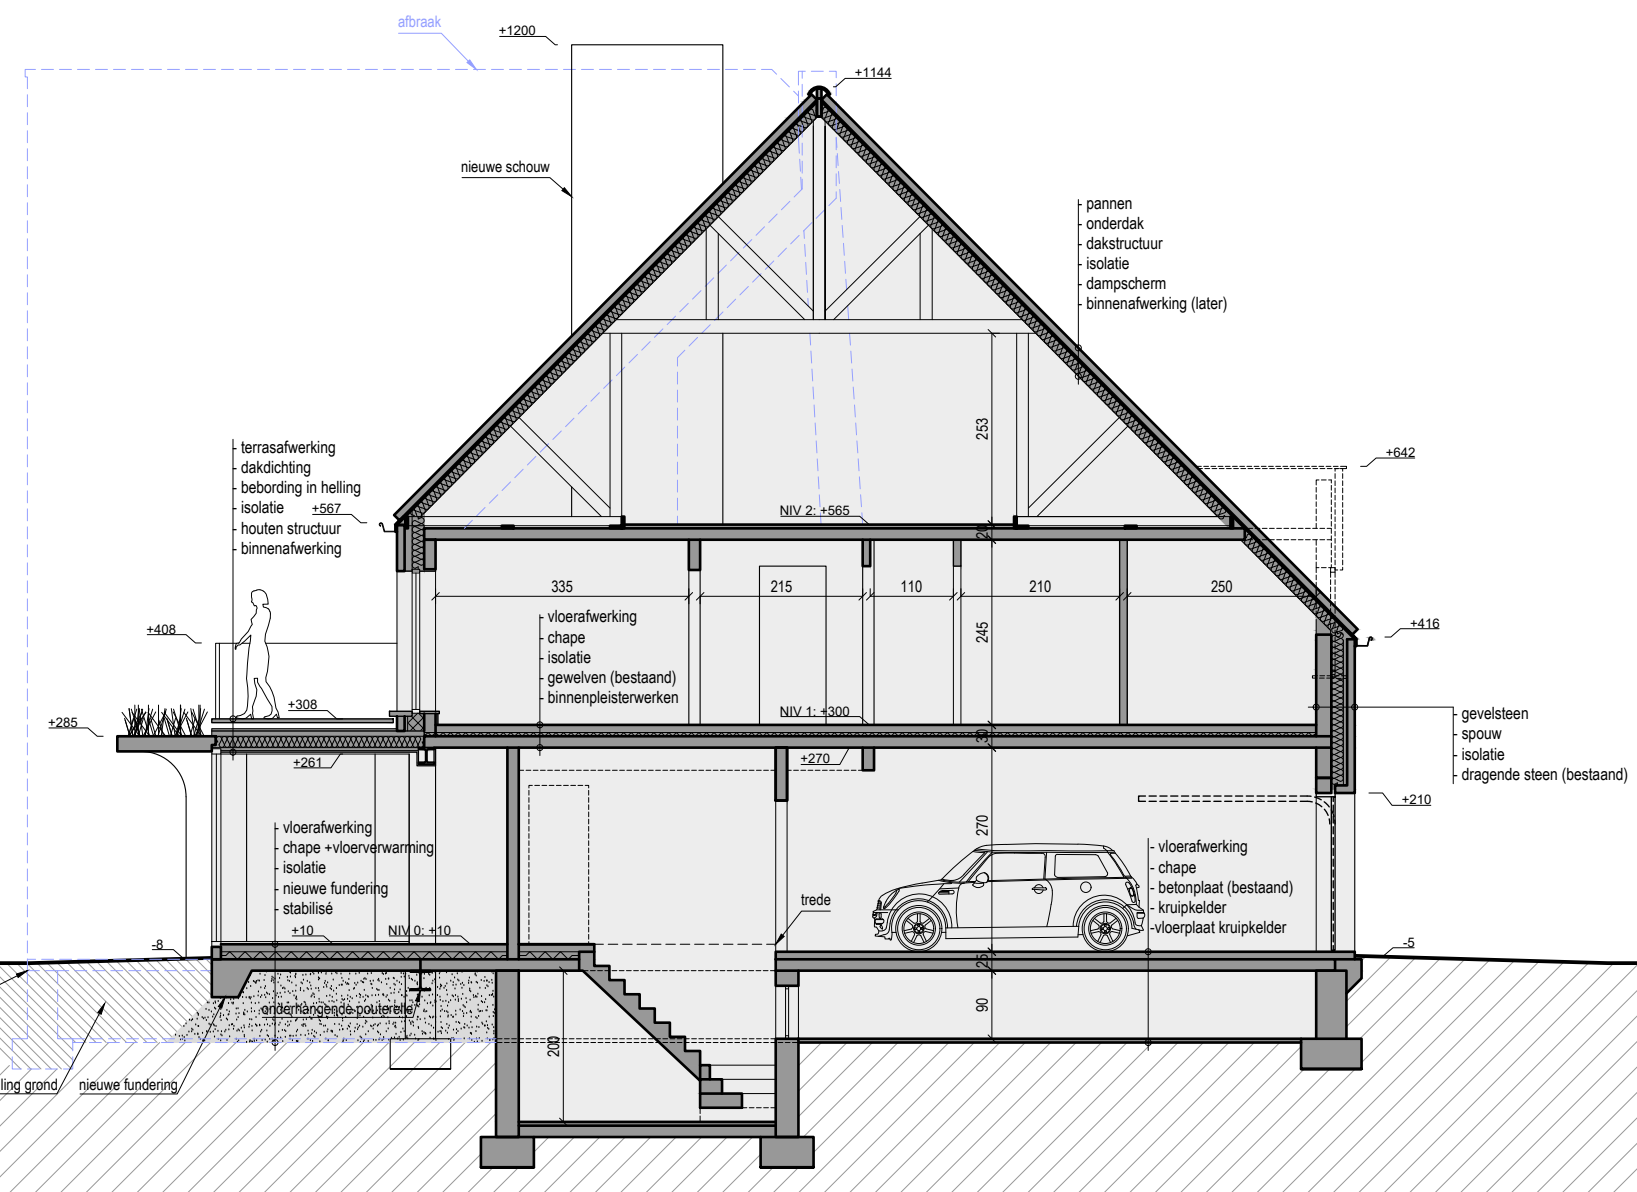 afbraak
+1200
+1144
nieuwe schouw
- pannen
- onderdak
- dakstructuur
- isolatie
- dampscherm
- binnenafwerking (later)
253
- terrasafwerking
- dakdichting
- bebording in helling
- isolatie
- houten structuur
- binnenafwerking
+567
+642
NIV 2: +565
20
335
215
110
210
250
245
- vloerafwerking
- chape
- isolatie
- gewelven (bestaand)
- binnenpleisterwerken
+408
+416
+308
NIV 1: +300
+285
- gevelsteen
- spouw
- isolatie
- dragende steen (bestaand)
30
+270
+261
+210
270
- vloerafwerking
- chape +vloerverwarming
- isolatie
- nieuwe fundering
- stabilisé
- vloerafwerking
- chape
- betonplaat (bestaand)
- kruipkelder
-vloerplaat kruipkelder
trede
+10
NIV 0: +10
-8
-5
25
onderhangende pouterelle
90
200
ling grond
nieuwe fundering